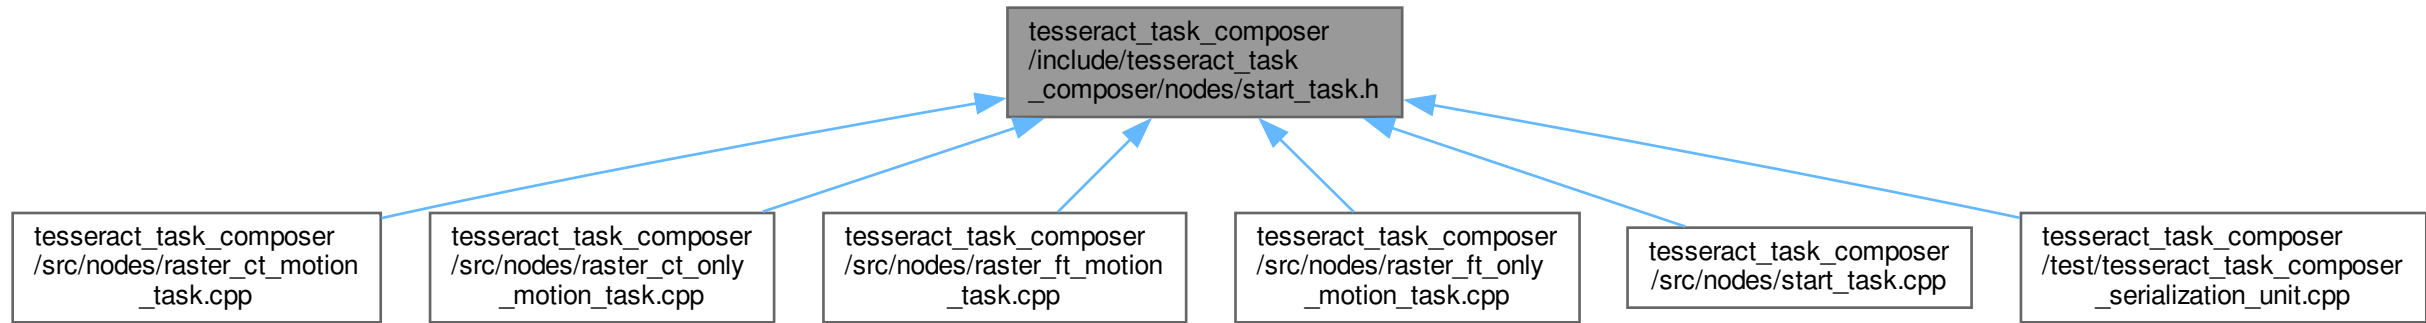 tesseract_task_composer
/include/tesseract_task
_composer/nodes/start_task.h
tesseract_task_composer
/src/nodes/raster_ct_motion
_task.cpp
tesseract_task_composer
/src/nodes/raster_ct_only
_motion_task.cpp
tesseract_task_composer
/src/nodes/raster_ft_motion
_task.cpp
tesseract_task_composer
/src/nodes/raster_ft_only
_motion_task.cpp
tesseract_task_composer
/src/nodes/start_task.cpp
tesseract_task_composer
/test/tesseract_task_composer
_serialization_unit.cpp